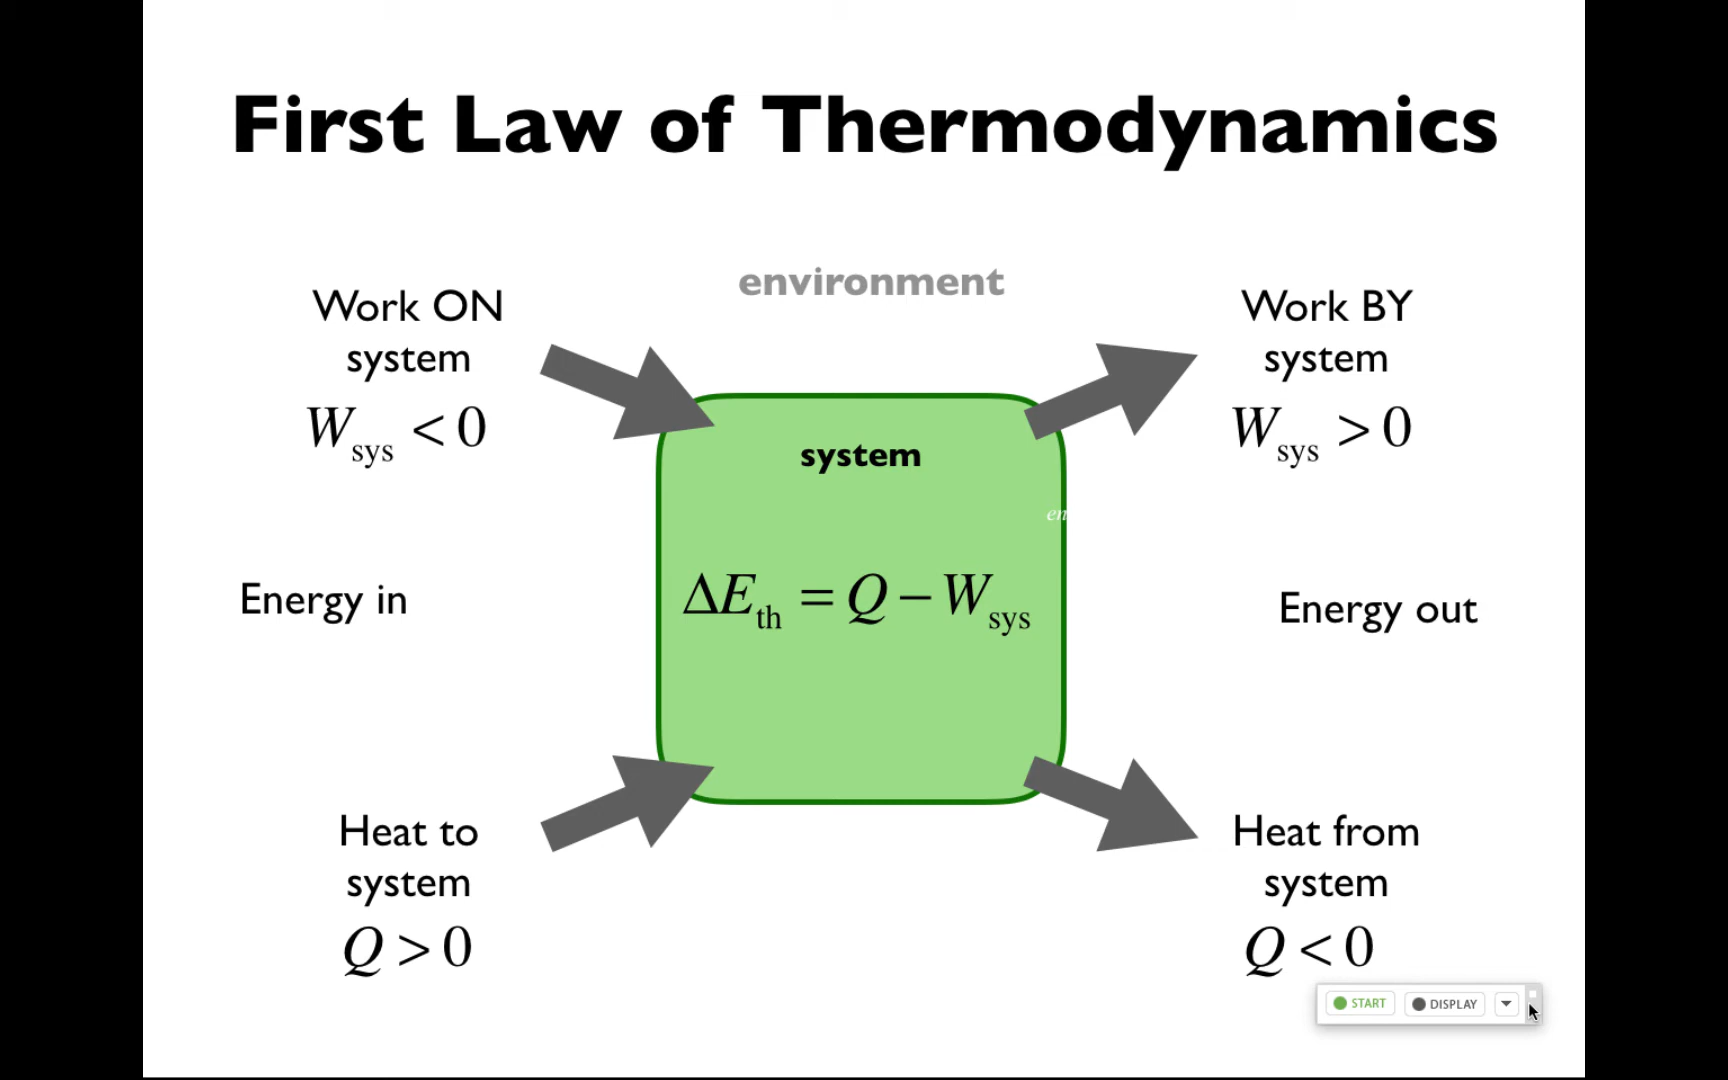 First Law of Thermodynamics
environment
Work ON
system
W_sys < 0
Work BY
system
W_sys > 0
system
Energy in
ΔE_th = Q − W_sys
Energy out
Heat to
system
Q > 0
Heat from
system
Q < 0
START
DISPLAY